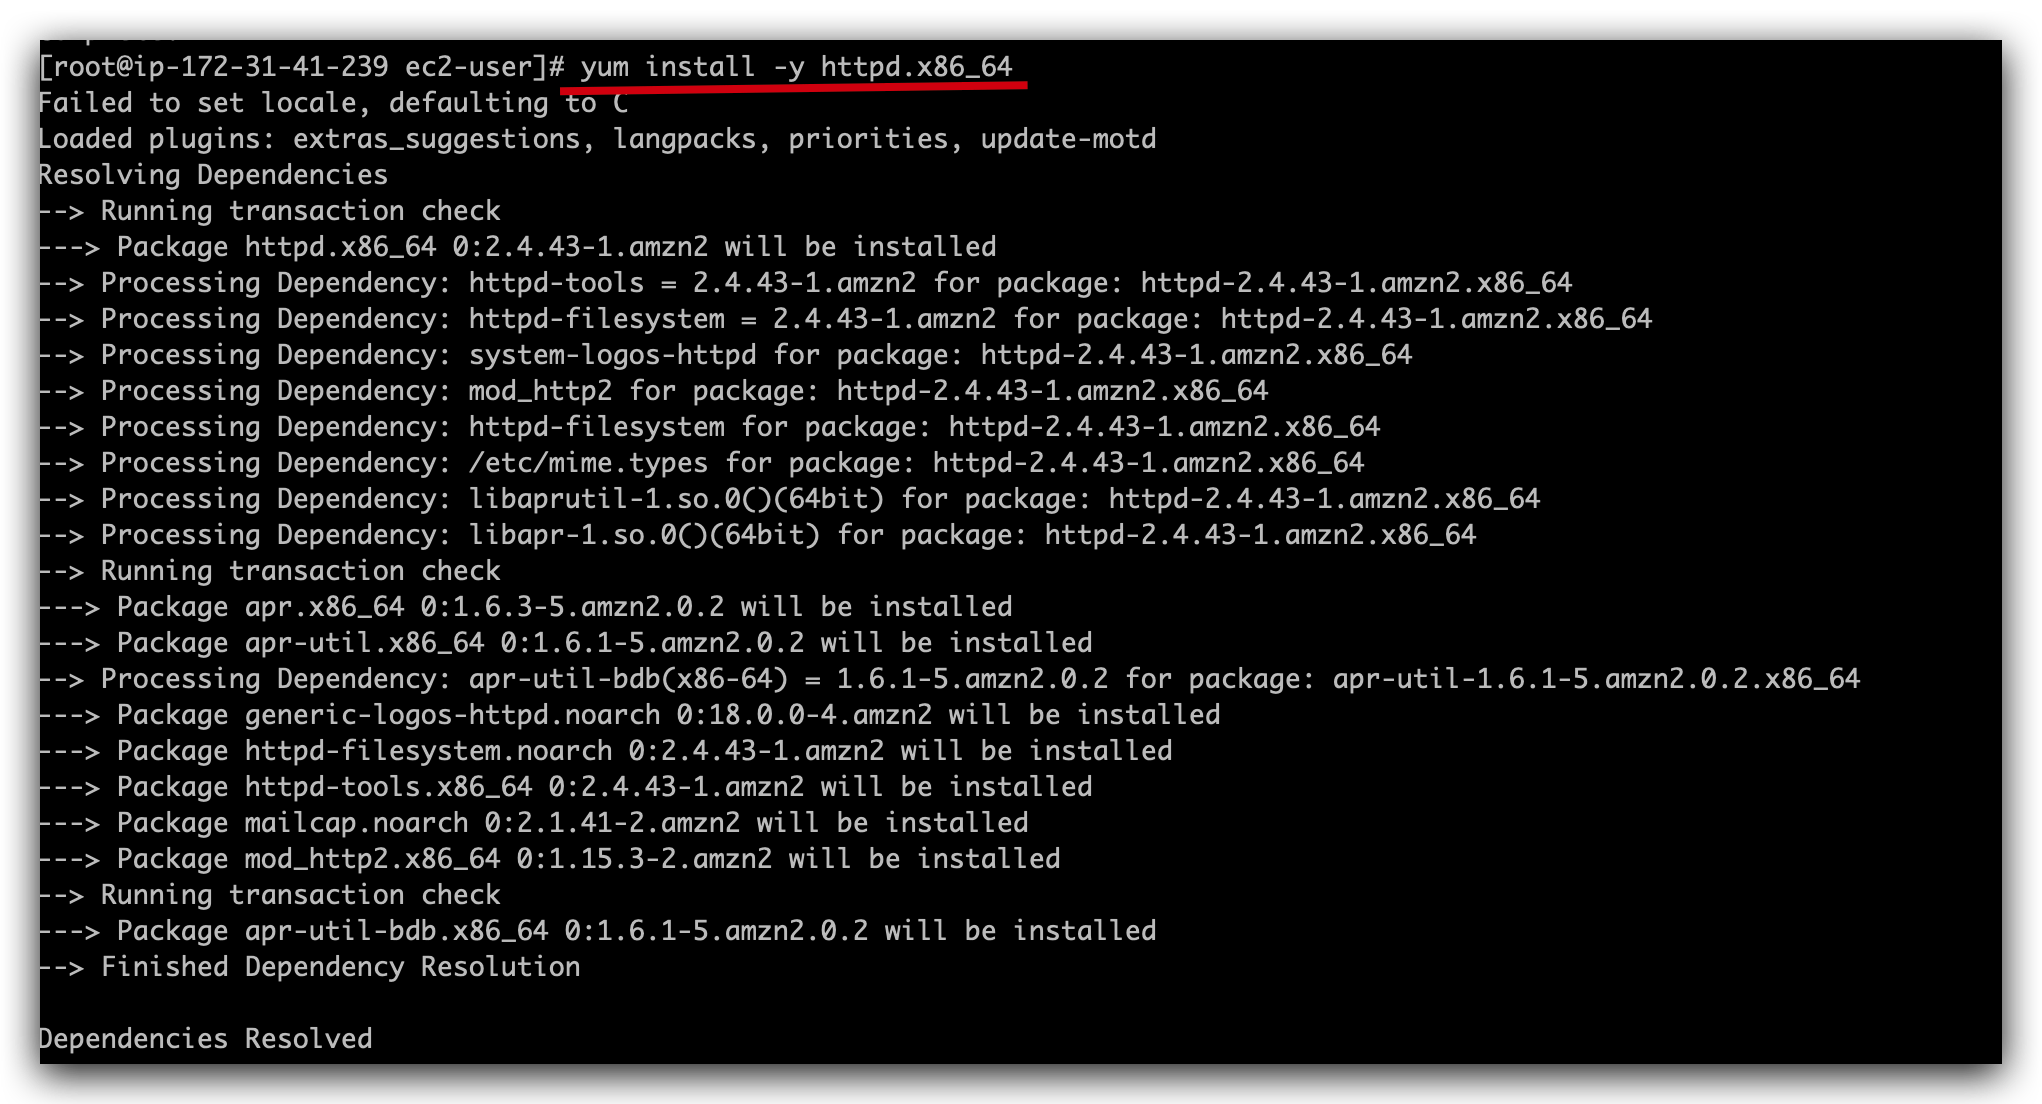 [root@ip-172-31-41-239 ec2-user]# yum install -y httpd.x86_64
Failed to set locale, defaulting to C
Loaded plugins: extras_suggestions, langpacks, priorities, update-motd
Resolving Dependencies
--> Running transaction check
---> Package httpd.x86_64 0:2.4.43-1.amzn2 will be installed
--> Processing Dependency: httpd-tools = 2.4.43-1.amzn2 for package: httpd-2.4.43-1.amzn2.x86_64
--> Processing Dependency: httpd-filesystem = 2.4.43-1.amzn2 for package: httpd-2.4.43-1.amzn2.x86_64
--> Processing Dependency: system-logos-httpd for package: httpd-2.4.43-1.amzn2.x86_64
--> Processing Dependency: mod_http2 for package: httpd-2.4.43-1.amzn2.x86_64
--> Processing Dependency: httpd-filesystem for package: httpd-2.4.43-1.amzn2.x86_64
--> Processing Dependency: /etc/mime.types for package: httpd-2.4.43-1.amzn2.x86_64
--> Processing Dependency: libaprutil-1.so.0()(64bit) for package: httpd-2.4.43-1.amzn2.x86_64
--> Processing Dependency: libapr-1.so.0()(64bit) for package: httpd-2.4.43-1.amzn2.x86_64
--> Running transaction check
---> Package apr.x86_64 0:1.6.3-5.amzn2.0.2 will be installed
---> Package apr-util.x86_64 0:1.6.1-5.amzn2.0.2 will be installed
--> Processing Dependency: apr-util-bdb(x86-64) = 1.6.1-5.amzn2.0.2 for package: apr-util-1.6.1-5.amzn2.0.2.x86_64
---> Package generic-logos-httpd.noarch 0:18.0.0-4.amzn2 will be installed
---> Package httpd-filesystem.noarch 0:2.4.43-1.amzn2 will be installed
---> Package httpd-tools.x86_64 0:2.4.43-1.amzn2 will be installed
---> Package mailcap.noarch 0:2.1.41-2.amzn2 will be installed
---> Package mod_http2.x86_64 0:1.15.3-2.amzn2 will be installed
--> Running transaction check
---> Package apr-util-bdb.x86_64 0:1.6.1-5.amzn2.0.2 will be installed
--> Finished Dependency Resolution
Dependencies Resolved